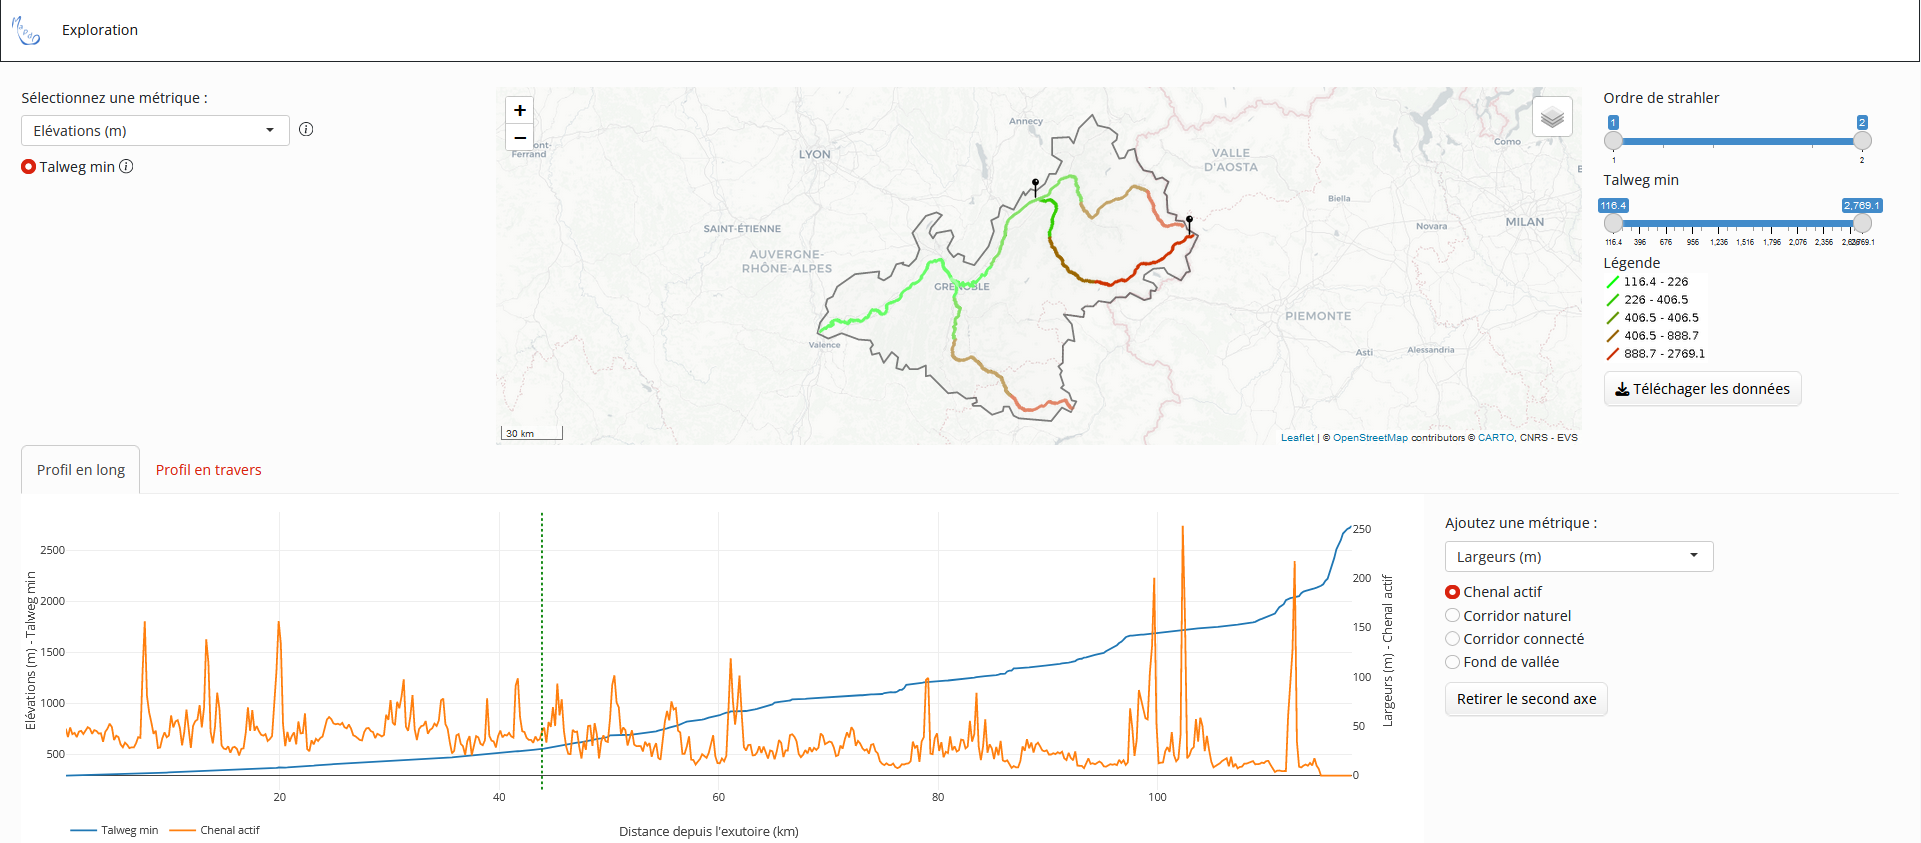 Mapdo
Exploration
Sélectionnez une métrique :
Elévations (m)
Talweg min
+
−
Annecy
mont-
Ferrand
LYON
VALLE
D'AOSTA
Como
Biella
SAINT-ÉTIENNE
Novara
MILAN
AUVERGNE-
RHÔNE-ALPES
GRENOBLE
PIEMONTE
Valence
Asti
Alessandria
30 km
Leaflet | © OpenStreetMap contributors © CARTO, CNRS - EVS
Ordre de strahler
1 2
1 2
Talweg min
116.4 2,769.1
116.4 396 676 956 1,236 1,516 1,796 2,076 2,356 2,769.1
Légende
116.4 - 226
226 - 406.5
406.5 - 406.5
406.5 - 888.7
888.7 - 2769.1
Téléchager les données
Profil en long
Profil en travers
Elévations (m) - Talweg min
2500
2000
1500
1000
500
20 40 60 80 100
Distance depuis l'exutoire (km)
250
200
150
100
50
0
Largeurs (m) - Chenal actif
Talweg min
Chenal actif
Ajoutez une métrique :
Largeurs (m)
Chenal actif
Corridor naturel
Corridor connecté
Fond de vallée
Retirer le second axe